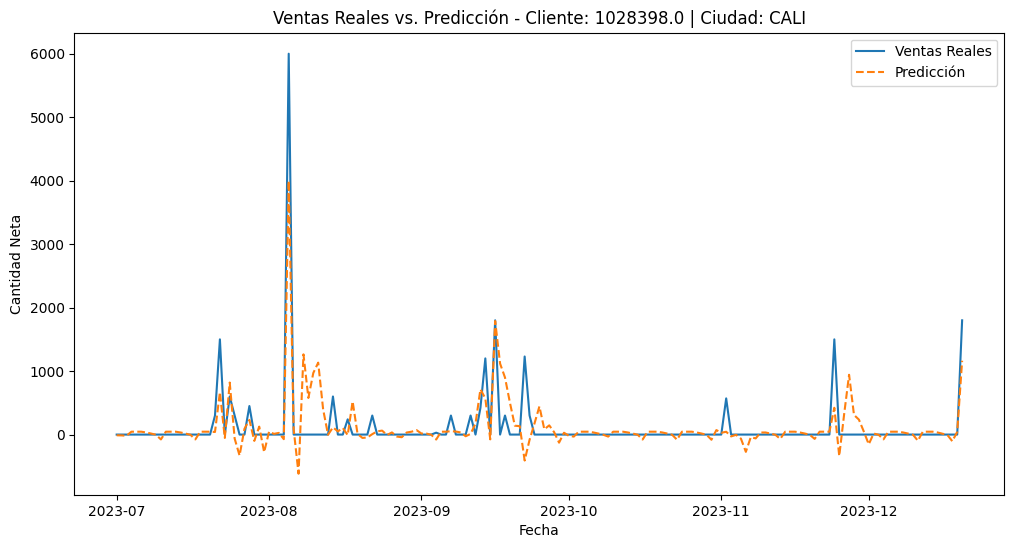 Ventas Reales vs. Predicción - Cliente: 1028398.0 | Ciudad: CALI
Ventas Reales
Predicción
6000
5000
4000
3000
2000
1000
0
Cantidad Neta
2023-07
2023-08
2023-09
2023-10
2023-11
2023-12
Fecha